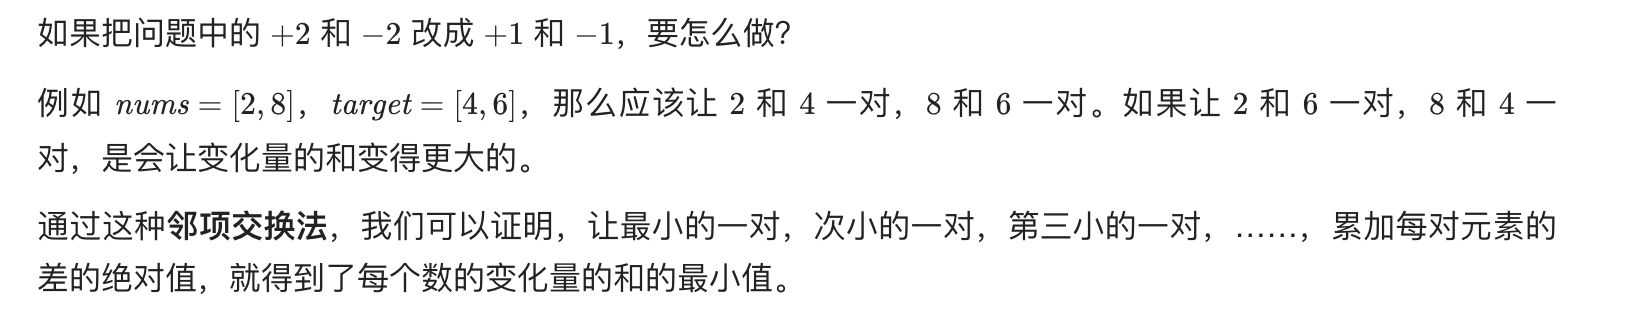 如果把问题中的 +2 和 −2 改成 +1 和 −1，要怎么做？
例如 nums = [2, 8]，target = [4, 6]，那么应该让 2 和 4 一对，8 和 6 一对。如果让 2 和 6 一对，8 和 4 一
对，是会让变化量的和变得更大的。
通过这种邻项交换法，我们可以证明，让最小的一对，次小的一对，第三小的一对，……，累加每对元素的
差的绝对值，就得到了每个数的变化量的和的最小值。